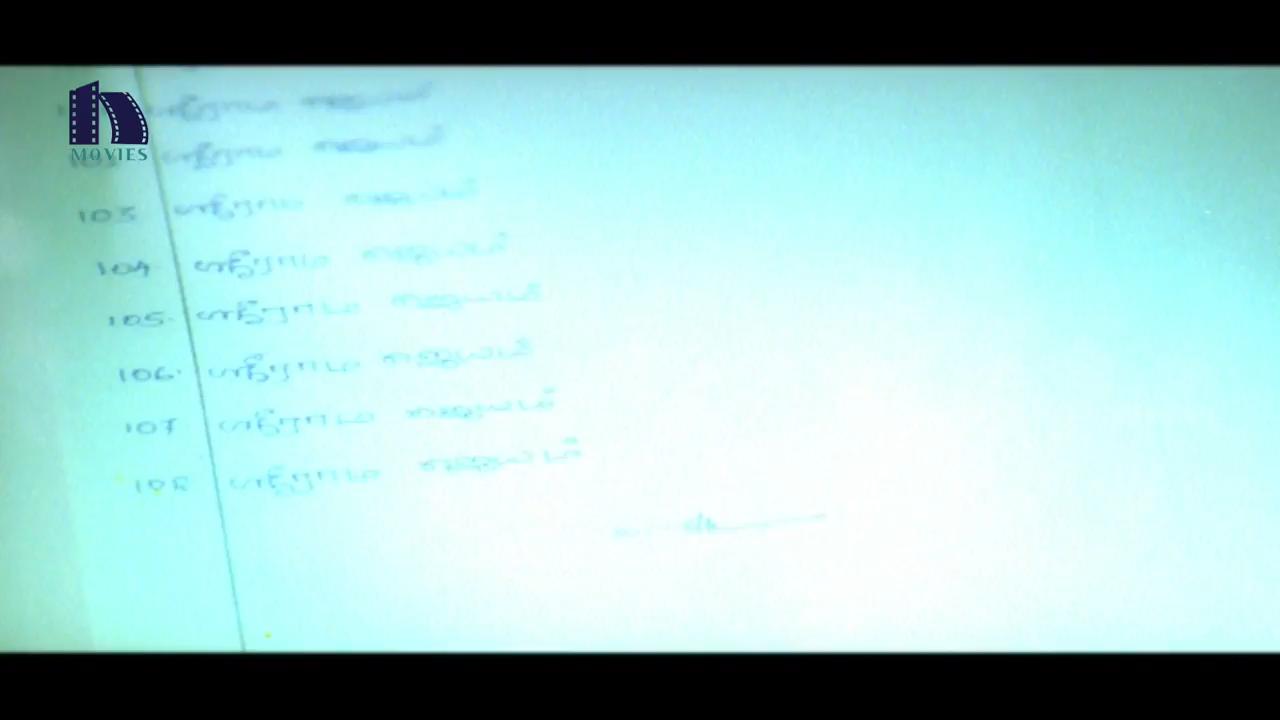 MOVIES
ஸ்ரீராம ஜெயம்
ஸ்ரீராம ஜெயம்
103 ஸ்ரீராம ஜெயம்
104. ஸ்ரீராம ஜெயம்
105. ஸ்ரீராம ஜெயம்
106. ஸ்ரீராம ஜெயம்
107 ஸ்ரீராம ஜெயம்
108 ஸ்ரீராம ஜெயம்